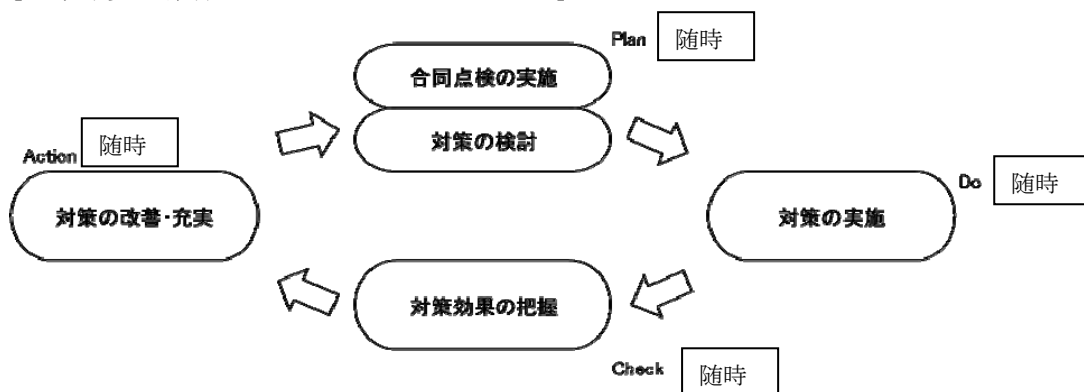 Plan 随時
合同点検の実施
対策の検討
Action 随時
対策の改善・充実
Do 随時
対策の実施
対策効果の把握
Check 随時